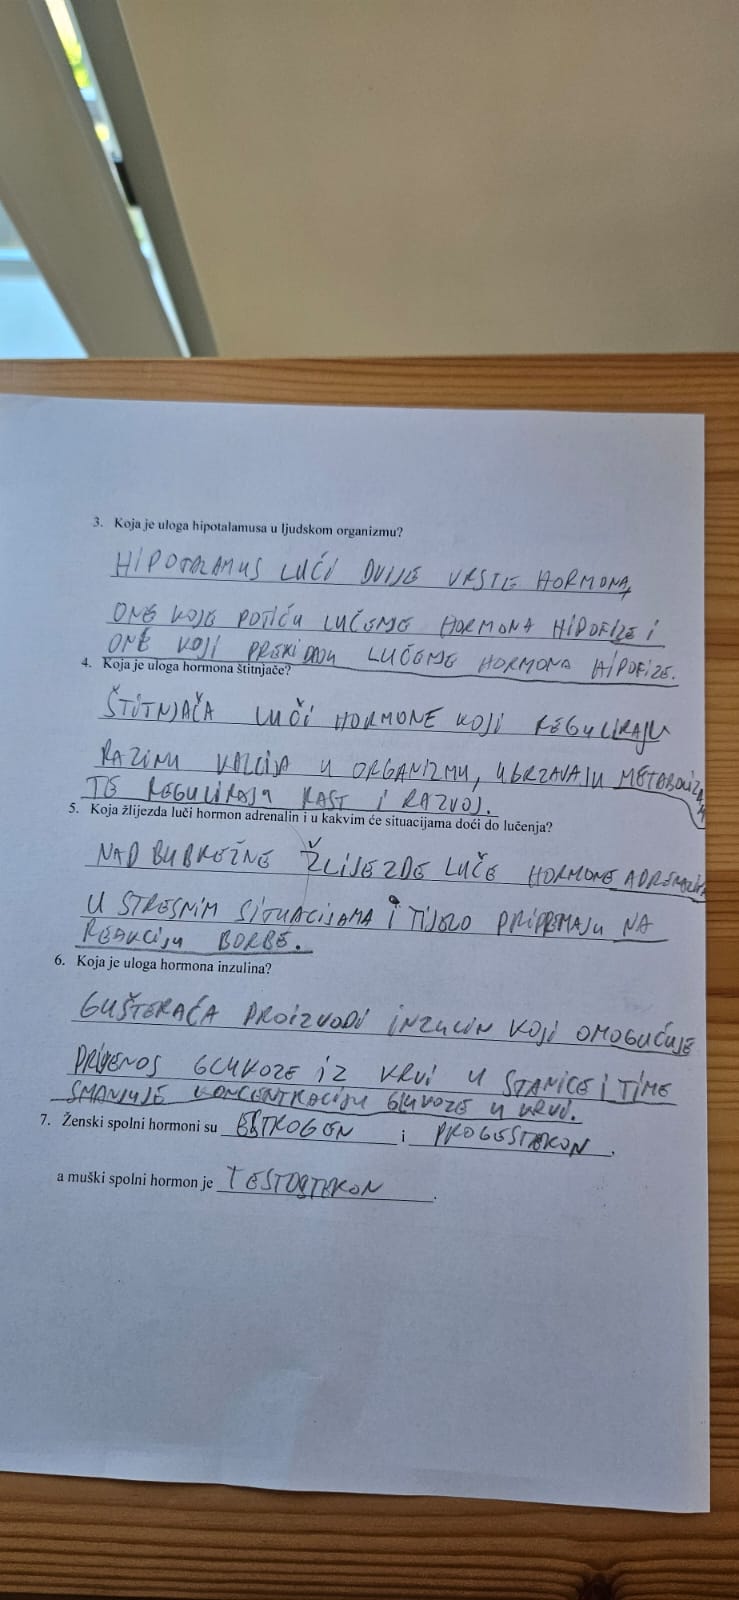 3. Koja je uloga hipotalamusa u ljudskom organizmu?
HIPOTALAMUS LUČI DVIJE VRSTE HORMONA,
ONE KOJE POTIČU LUČENJE HORMONA HIPOFIZE I
ONE KOJI PREKIDAJU LUČENJE HORMONA HIPOFIZE.
4. Koja je uloga hormona štitnjače?
ŠTITNJAČA LUČI HORMONE KOJI REGULIRAJU
RAZINU KALCIJA U ORGANIZMU, UBRZAVAJU METABOLIZAM
TE REGULIRAJU RAST I RAZVOJ.
5. Koja žlijezda luči hormon adrenalin i u kakvim će situacijama doći do lučenja?
NADBUBREŽNE ŽLIJEZDE LUČE HORMONE ADRENALIN
U STRESNIM SITUACIJAMA I TIJELO PRIPREMAJU NA
REAKCIJU BORBE.
6. Koja je uloga hormona inzulina?
GUŠTERAČA PROIZVODI INZULIN KOJI OMOGUĆUJE
PRIJENOS GLUKOZE IZ KRVI U STANICE I TIME
SMANJUJE KONCENTRACIJU GLUKOZE U KRVI.
7. Ženski spolni hormoni su ESTROGEN i PROGESTERON.
a muški spolni hormon je TESTOSTERON.